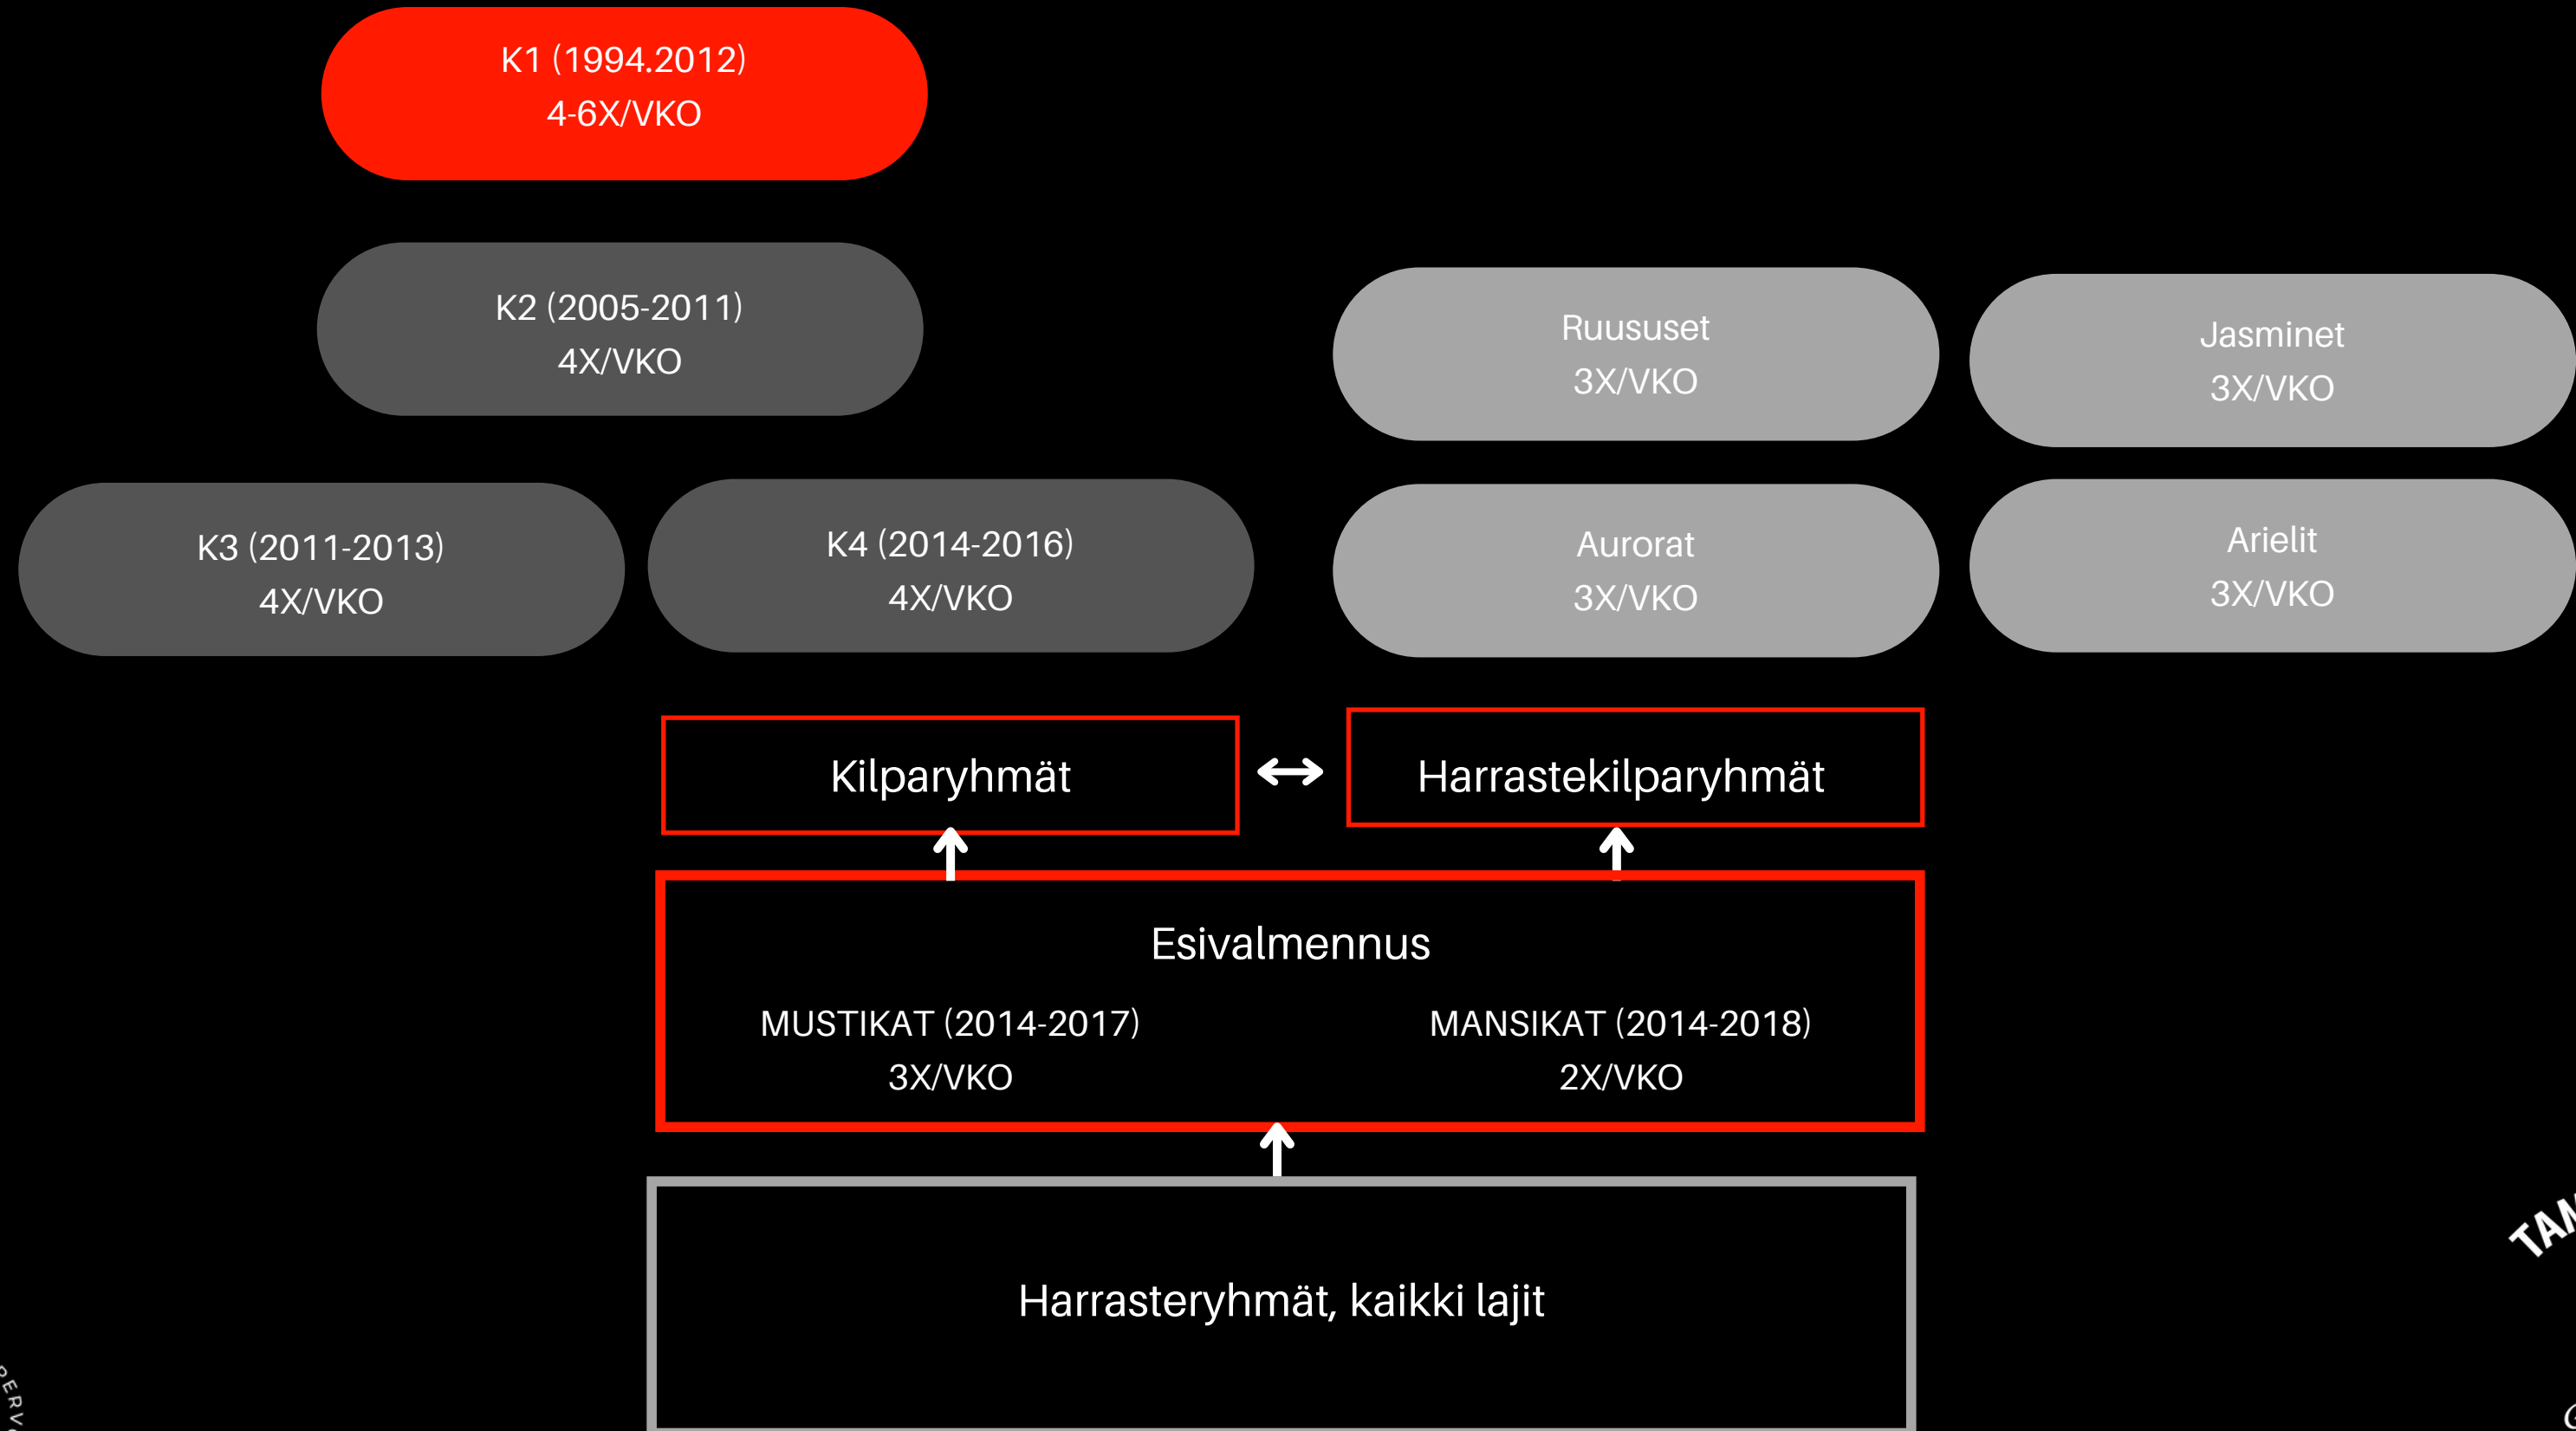 K1 (1994.2012)
4-6X/VKO
K2 (2005-2011)
4X/VKO
Ruususet
3X/VKO
Jasminet
3X/VKO
K3 (2011-2013)
4X/VKO
K4 (2014-2016)
4X/VKO
Aurorat
3X/VKO
Arielit
3X/VKO
Kilparyhmät
Harrastekilparyhmät
Esivalmennus
MUSTIKAT (2014-2017)
3X/VKO
MANSIKAT (2014-2018)
2X/VKO
Harrasteryhmät, kaikki lajit